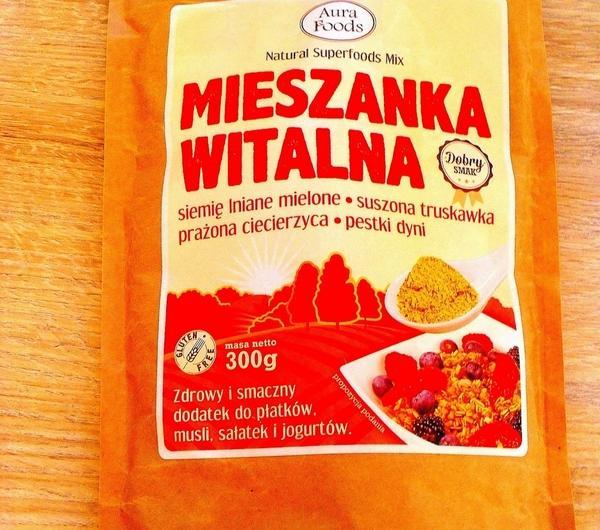 Aura
Foods
Natural Superfoods Mix
MIESZANKA
WITALNA
Dobry
SMAK
siemię lniane mielone • suszona truskawka
prażona ciecierzyca • pestki dyni
GLUTEN
FREE
masa netto
300g
propozycja podania
Zdrowy i smaczny
dodatek do płatków,
musli, sałatek i jogurtów.